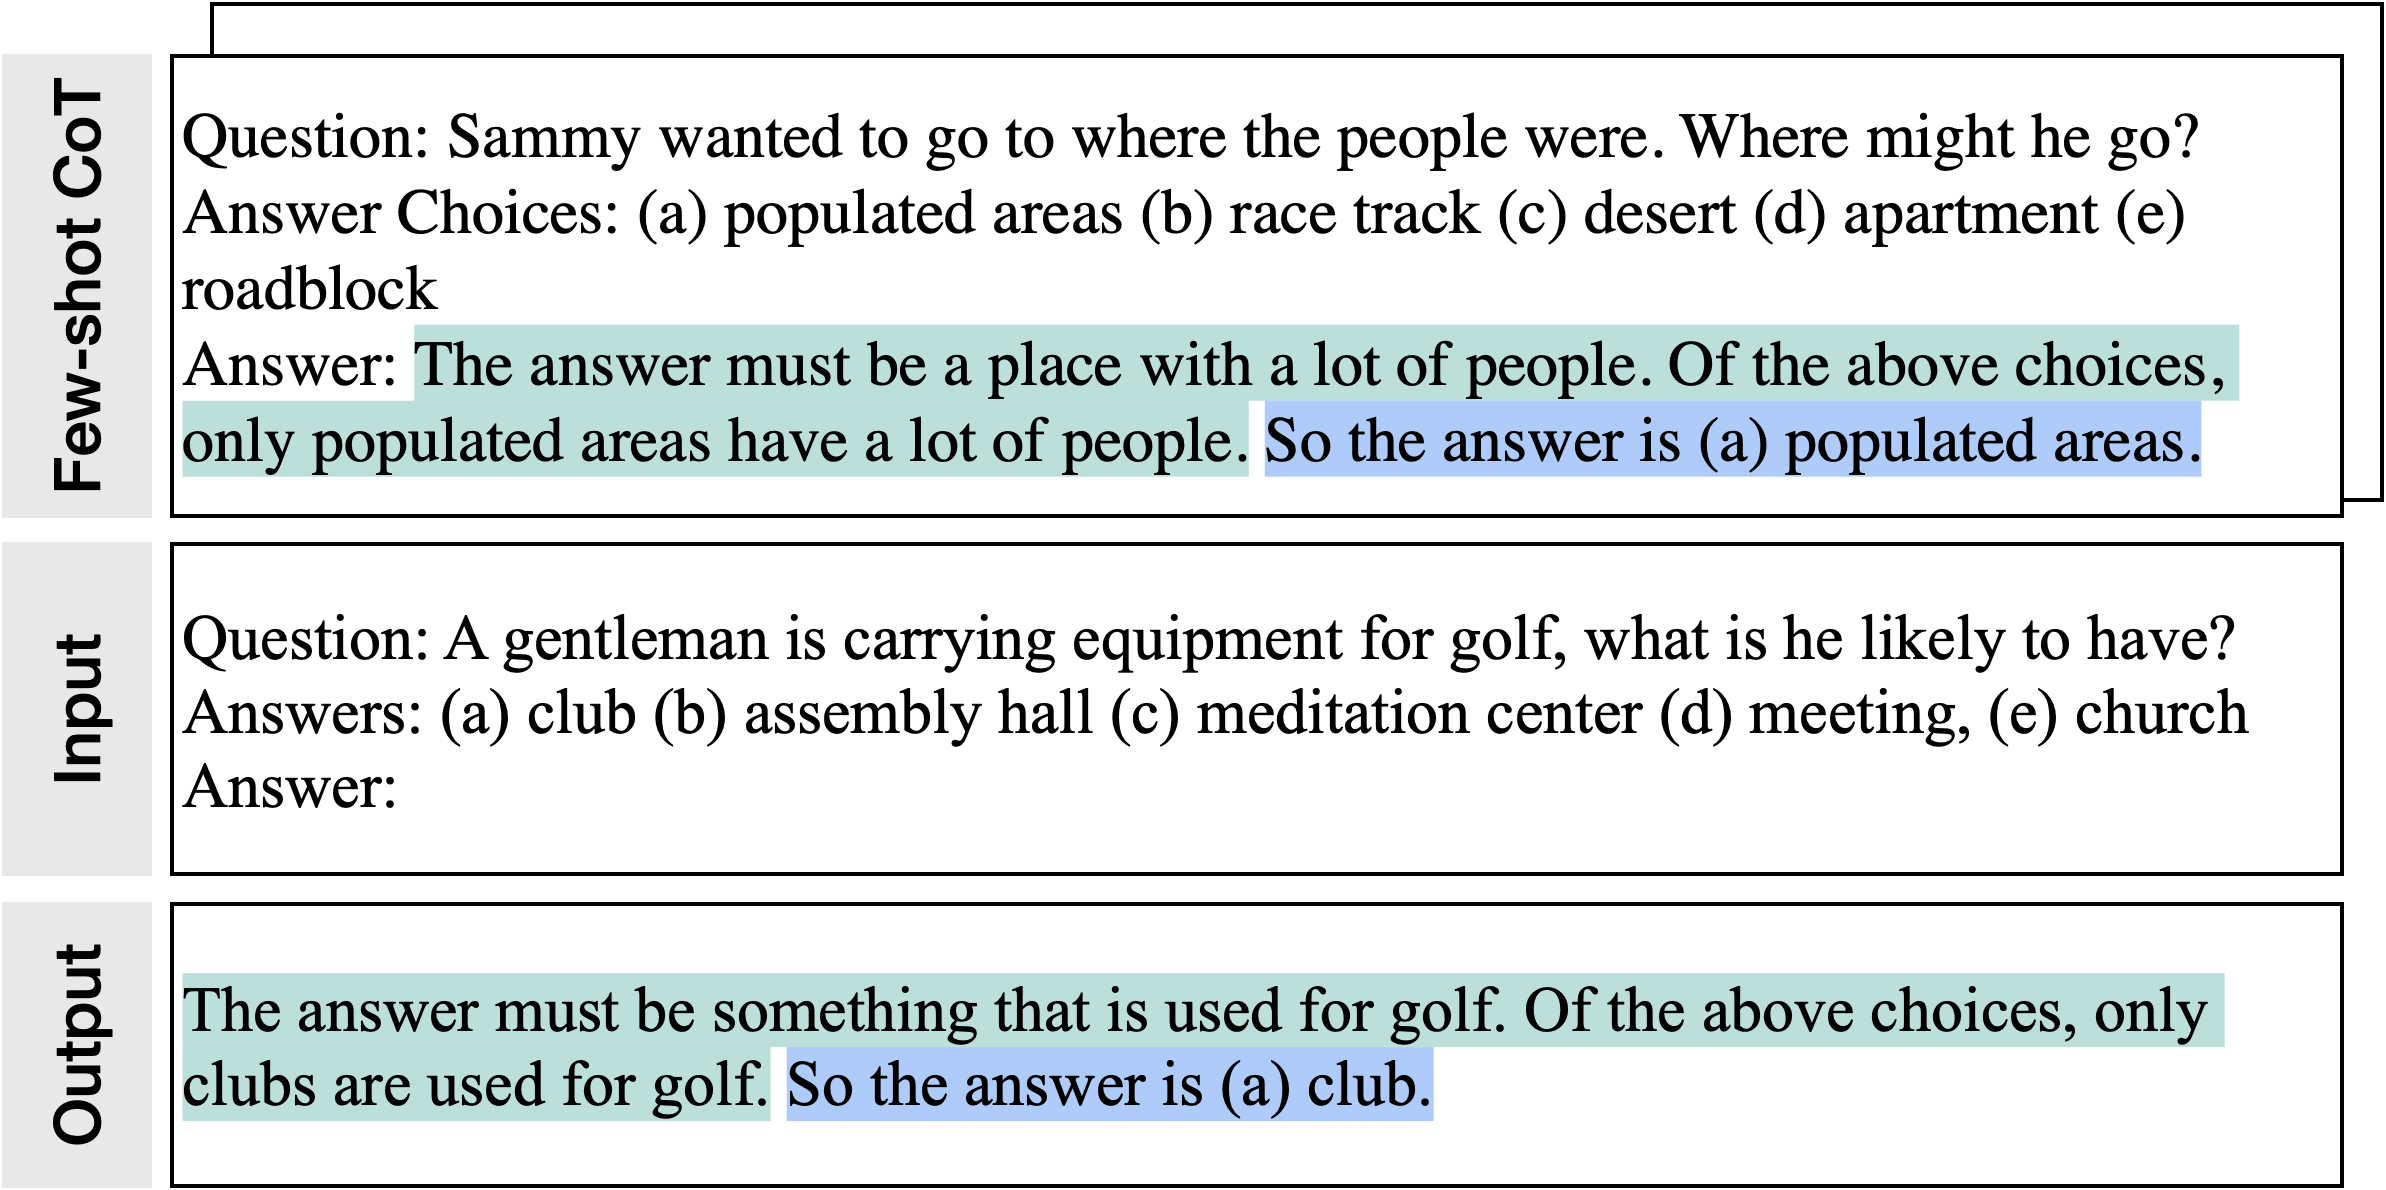 Few-shot CoT
Question: Sammy wanted to go to where the people were. Where might he go?
Answer Choices: (a) populated areas (b) race track (c) desert (d) apartment (e)
roadblock
Answer: The answer must be a place with a lot of people. Of the above choices,
only populated areas have a lot of people. So the answer is (a) populated areas.
Input
Question: A gentleman is carrying equipment for golf, what is he likely to have?
Answers: (a) club (b) assembly hall (c) meditation center (d) meeting, (e) church
Answer:
Output
The answer must be something that is used for golf. Of the above choices, only
clubs are used for golf. So the answer is (a) club.